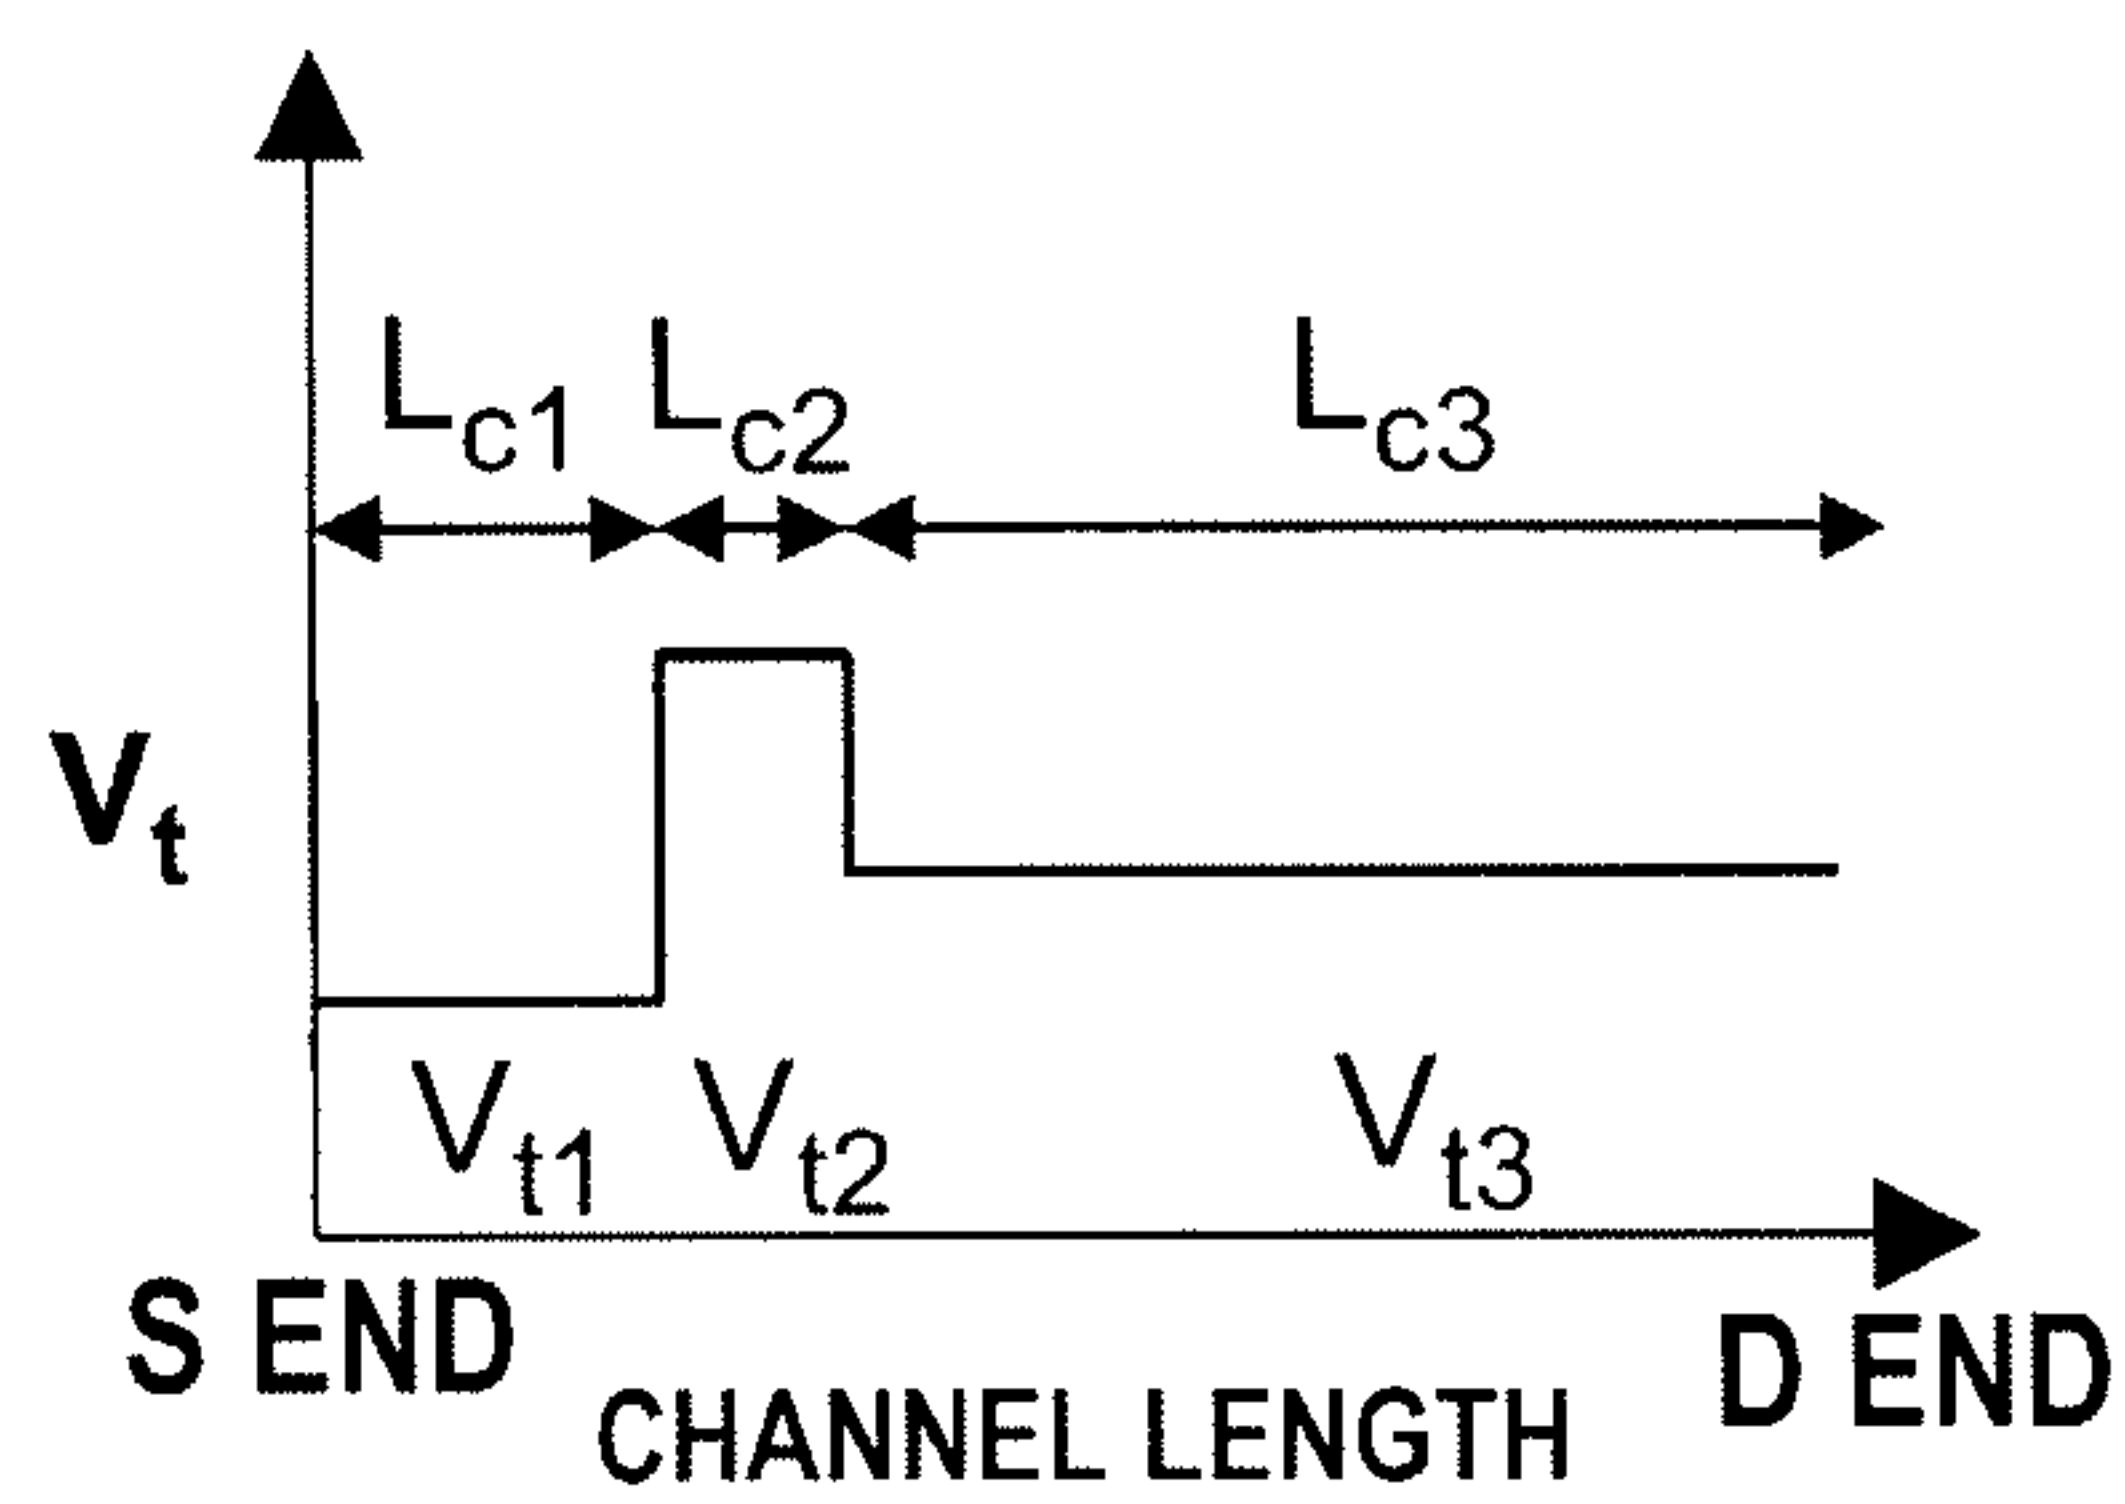 Lc1 Lc2 Lc3
Vt
Vt1 Vt2 Vt3
S END D END
CHANNEL LENGTH